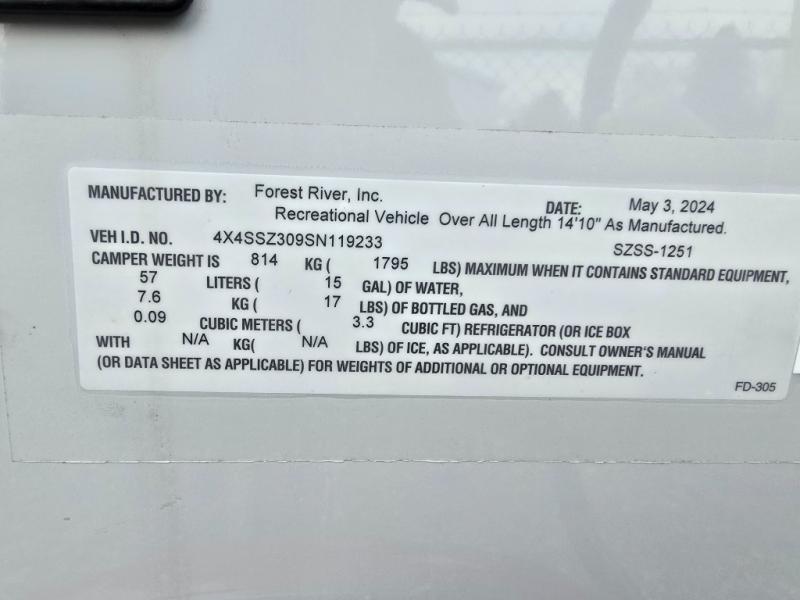 MANUFACTURED BY: Forest River, Inc. DATE: May 3, 2024
Recreational Vehicle Over All Length 14'10" As Manufactured.
VEH I.D. NO. 4X4SSZ309SN119233 SZSS-1251
CAMPER WEIGHT IS 814 KG ( 1795 LBS) MAXIMUM WHEN IT CONTAINS STANDARD EQUIPMENT,
57 LITERS ( 15 GAL) OF WATER,
7.6 KG ( 17 LBS) OF BOTTLED GAS, AND
0.09 CUBIC METERS ( 3.3 CUBIC FT) REFRIGERATOR (OR ICE BOX
WITH N/A KG( N/A LBS) OF ICE, AS APPLICABLE). CONSULT OWNER'S MANUAL
(OR DATA SHEET AS APPLICABLE) FOR WEIGHTS OF ADDITIONAL OR OPTIONAL EQUIPMENT.
FD-305